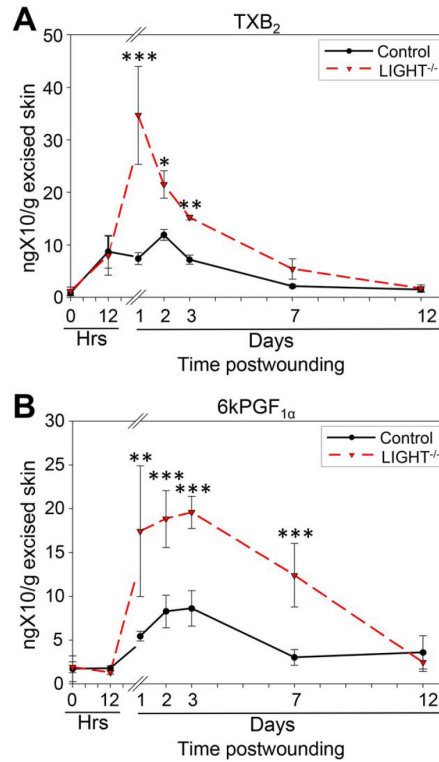 A
TXB₂
Control
LIGHT⁻/⁻
ngX10/g excised skin
50
40
30
20
10
0
***
*
**
0 12 1 2 3 7 12
Hrs Days
Time postwounding
B
6kPGF₁α
Control
LIGHT⁻/⁻
ngX10/g excised skin
30
25
20
15
10
5
0
**
***
***
***
0 12 1 2 3 7 12
Hrs Days
Time postwounding